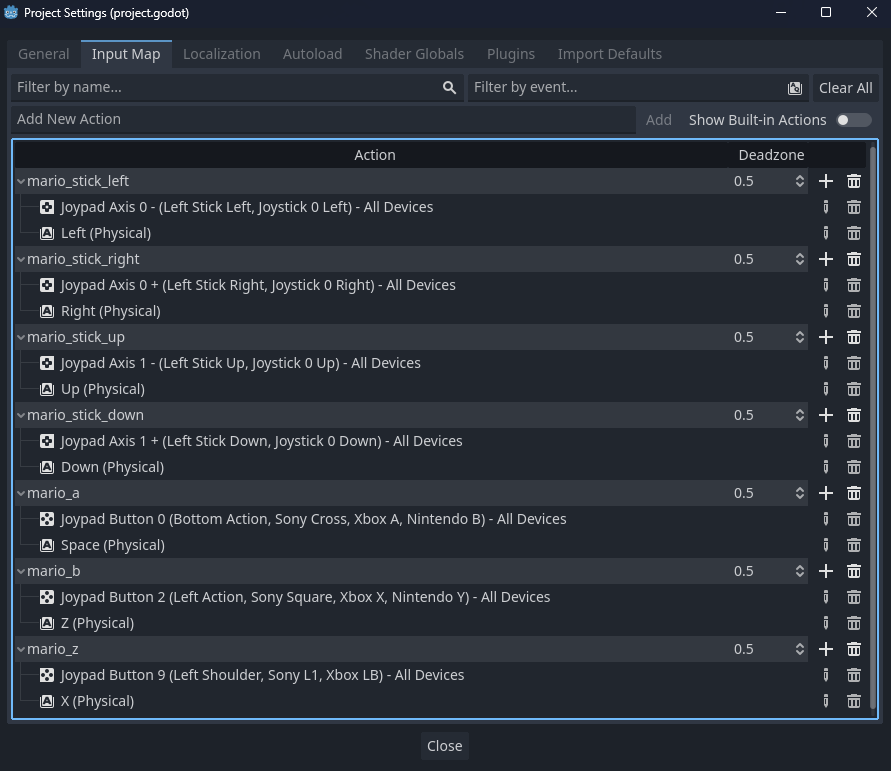 Project Settings (project.godot)
General Input Map Localization Autoload Shader Globals Plugins Import Defaults
Filter by name... Filter by event... Clear All
Add New Action Add Show Built-in Actions
Action Deadzone
mario_stick_left 0.5
Joypad Axis 0 - (Left Stick Left, Joystick 0 Left) - All Devices
Left (Physical)
mario_stick_right 0.5
Joypad Axis 0 + (Left Stick Right, Joystick 0 Right) - All Devices
Right (Physical)
mario_stick_up 0.5
Joypad Axis 1 - (Left Stick Up, Joystick 0 Up) - All Devices
Up (Physical)
mario_stick_down 0.5
Joypad Axis 1 + (Left Stick Down, Joystick 0 Down) - All Devices
Down (Physical)
mario_a 0.5
Joypad Button 0 (Bottom Action, Sony Cross, Xbox A, Nintendo B) - All Devices
Space (Physical)
mario_b 0.5
Joypad Button 2 (Left Action, Sony Square, Xbox X, Nintendo Y) - All Devices
Z (Physical)
mario_z 0.5
Joypad Button 9 (Left Shoulder, Sony L1, Xbox LB) - All Devices
X (Physical)
Close